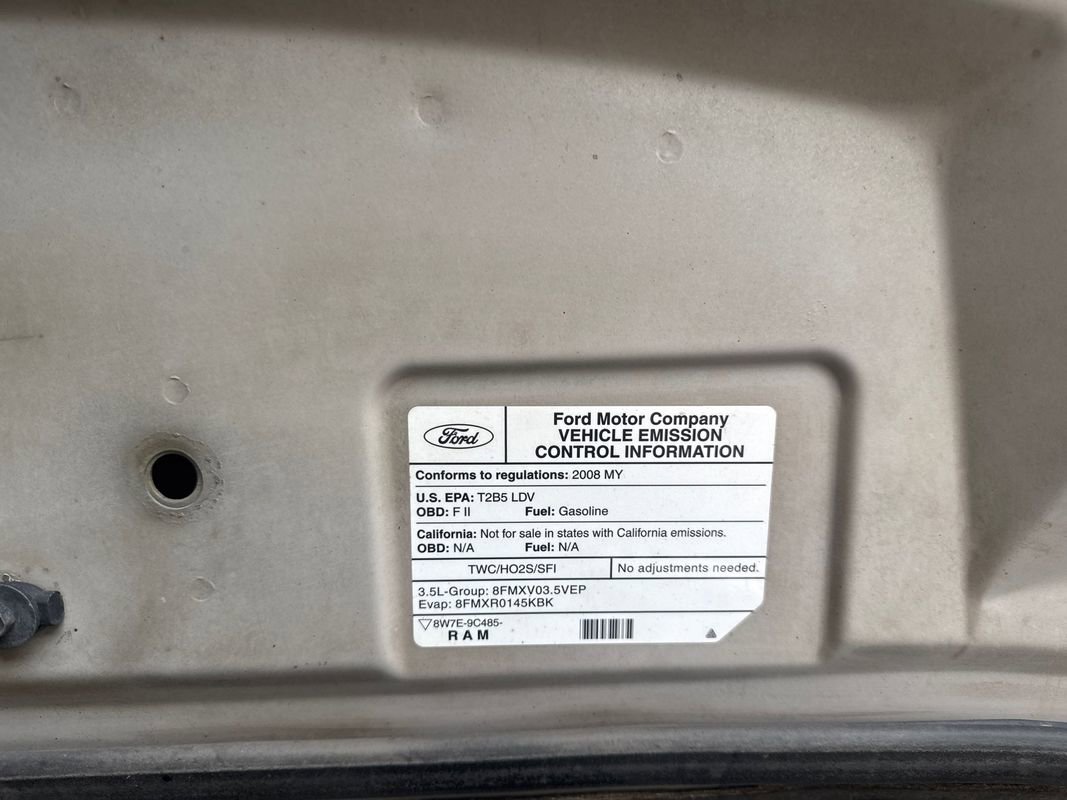 Ford
Ford Motor Company
VEHICLE EMISSION
CONTROL INFORMATION
Conforms to regulations: 2008 MY
U.S. EPA: T2B5 LDV
OBD: F II Fuel: Gasoline
California: Not for sale in states with California emissions.
OBD: N/A Fuel: N/A
TWC/HO2S/SFI No adjustments needed.
3.5L-Group: 8FMXV03.5VEP
Evap: 8FMXR0145KBK
8W7E-9C485-
RAM